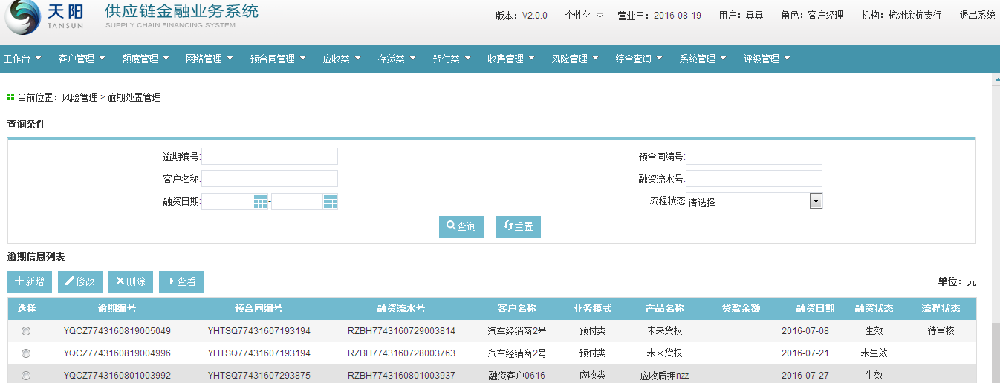 天阳 TANSUN 供应链金融业务系统 SUPPLY CHAIN FINANCING SYSTEM
版本：V2.0.0 个性化 营业日：2016-08-19 用户：真真 角色：客户经理 机构：杭州余杭支行 退出系统
工作台 客户管理 额度管理 网络管理 预合同管理 应收类 存货类 预付类 收费管理 风险管理 综合查询 系统管理 评级管理
当前位置：风险管理 > 逾期处置管理
查询条件
逾期编号: 预合同编号:
客户名称: 融资流水号:
融资日期: - 流程状态 请选择
查询 重置
逾期信息列表
新增 修改 删除 查看 单位：元
选择 逾期编号 预合同编号 融资流水号 客户名称 业务模式 产品名称 贷款余额 融资日期 融资状态 流程状态
YQCZ7743160819005049 YHTSQ77431607193194 RZBH7743160729003814 汽车经销商2号 预付类 未来货权 2016-07-08 生效 待审核
YQCZ7743160819004996 YHTSQ77431607193194 RZBH7743160728003763 汽车经销商2号 预付类 未来货权 2016-07-21 未生效
YQCZ7743160801003992 YHTSQ77431607293875 RZBH7743160801003937 融资客户0616 应收类 应收质押nzz 2016-07-27 生效